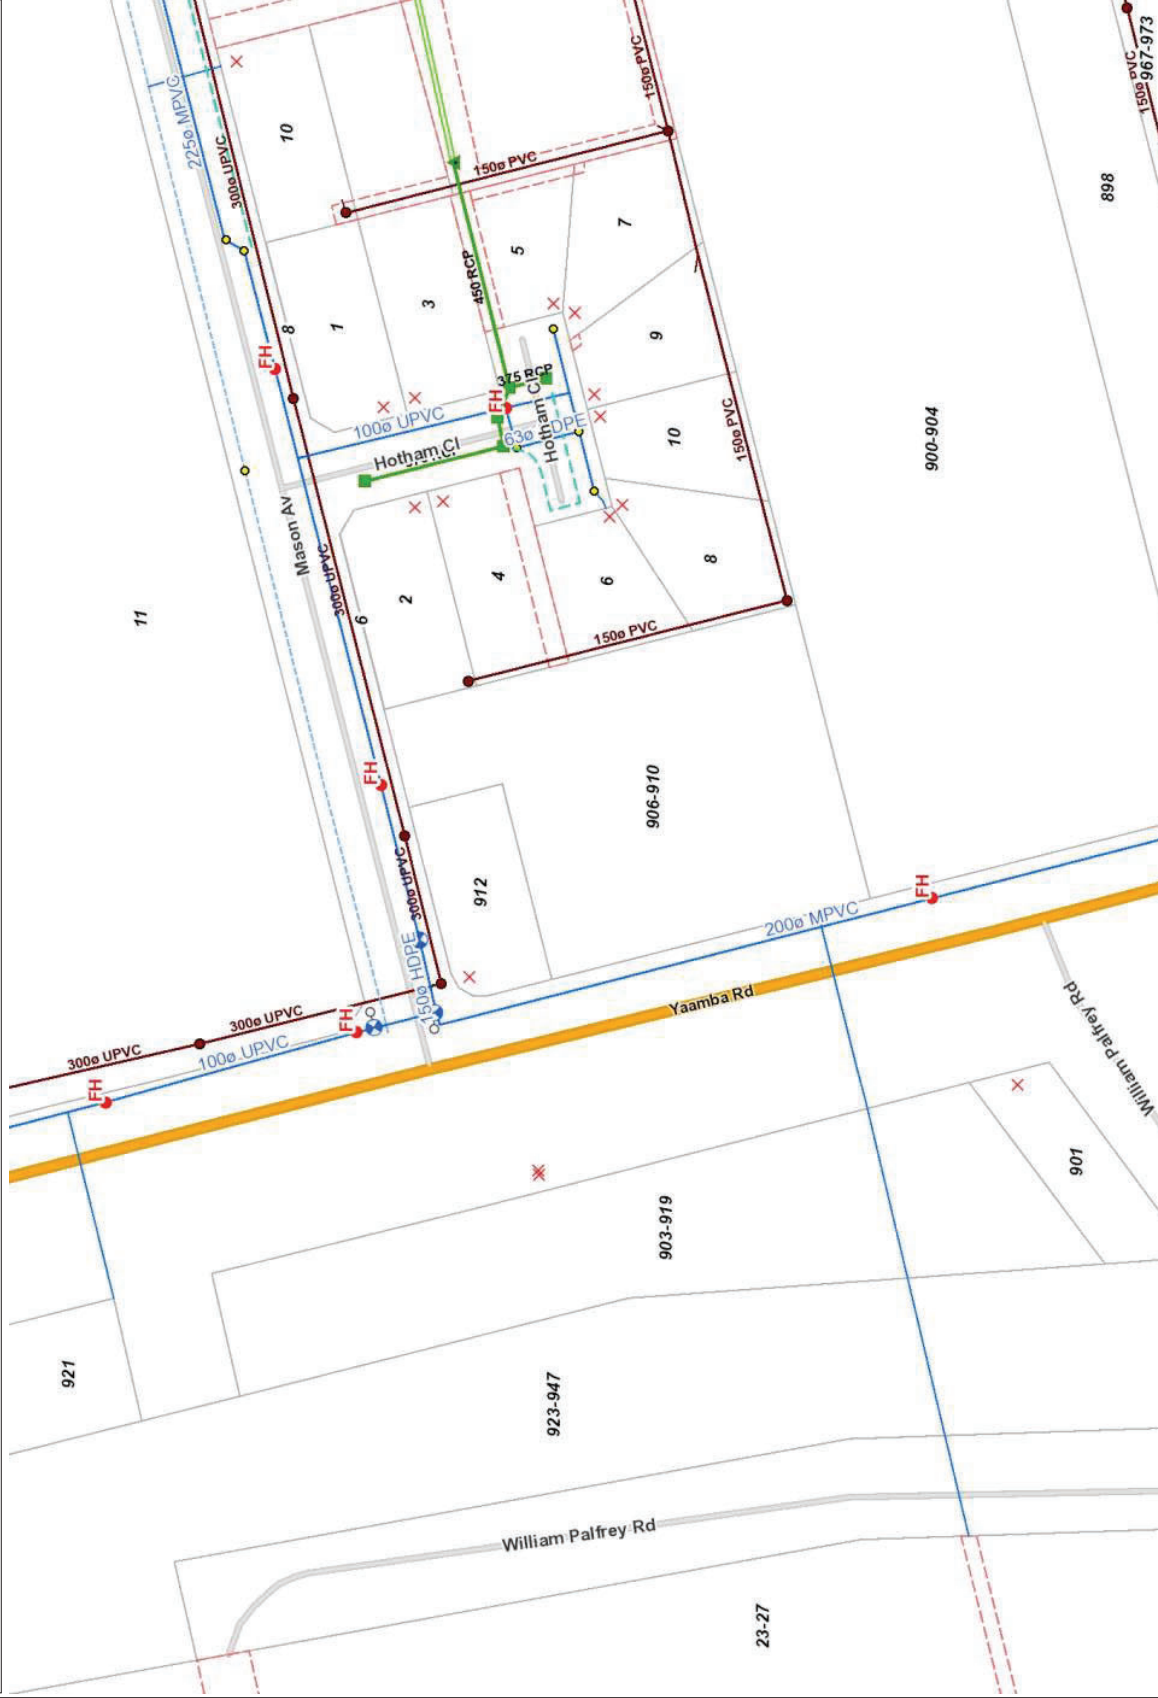 967-973
150ø PVC
150ø PVC
225ø MPVC
10
300ø UPVC
150ø PVC
898
7
5
450 RCP
3
8
1
FH
9
375 RCP
FH
Hotham Cl
63ø HDPE
100ø UPVC
Hotham Cl
10
150ø PVC
900-904
Mason Av
300ø UPVC
11
6
2
4
6
8
150ø PVC
FH
906-910
912
300ø UPVC
FH
200ø MPVC
150ø HDPE
Yaamba Rd
300ø UPVC
300ø UPVC
FH
100ø UPVC
FH
William Palfrey Rd
901
903-919
921
923-947
William Palfrey Rd
23-27